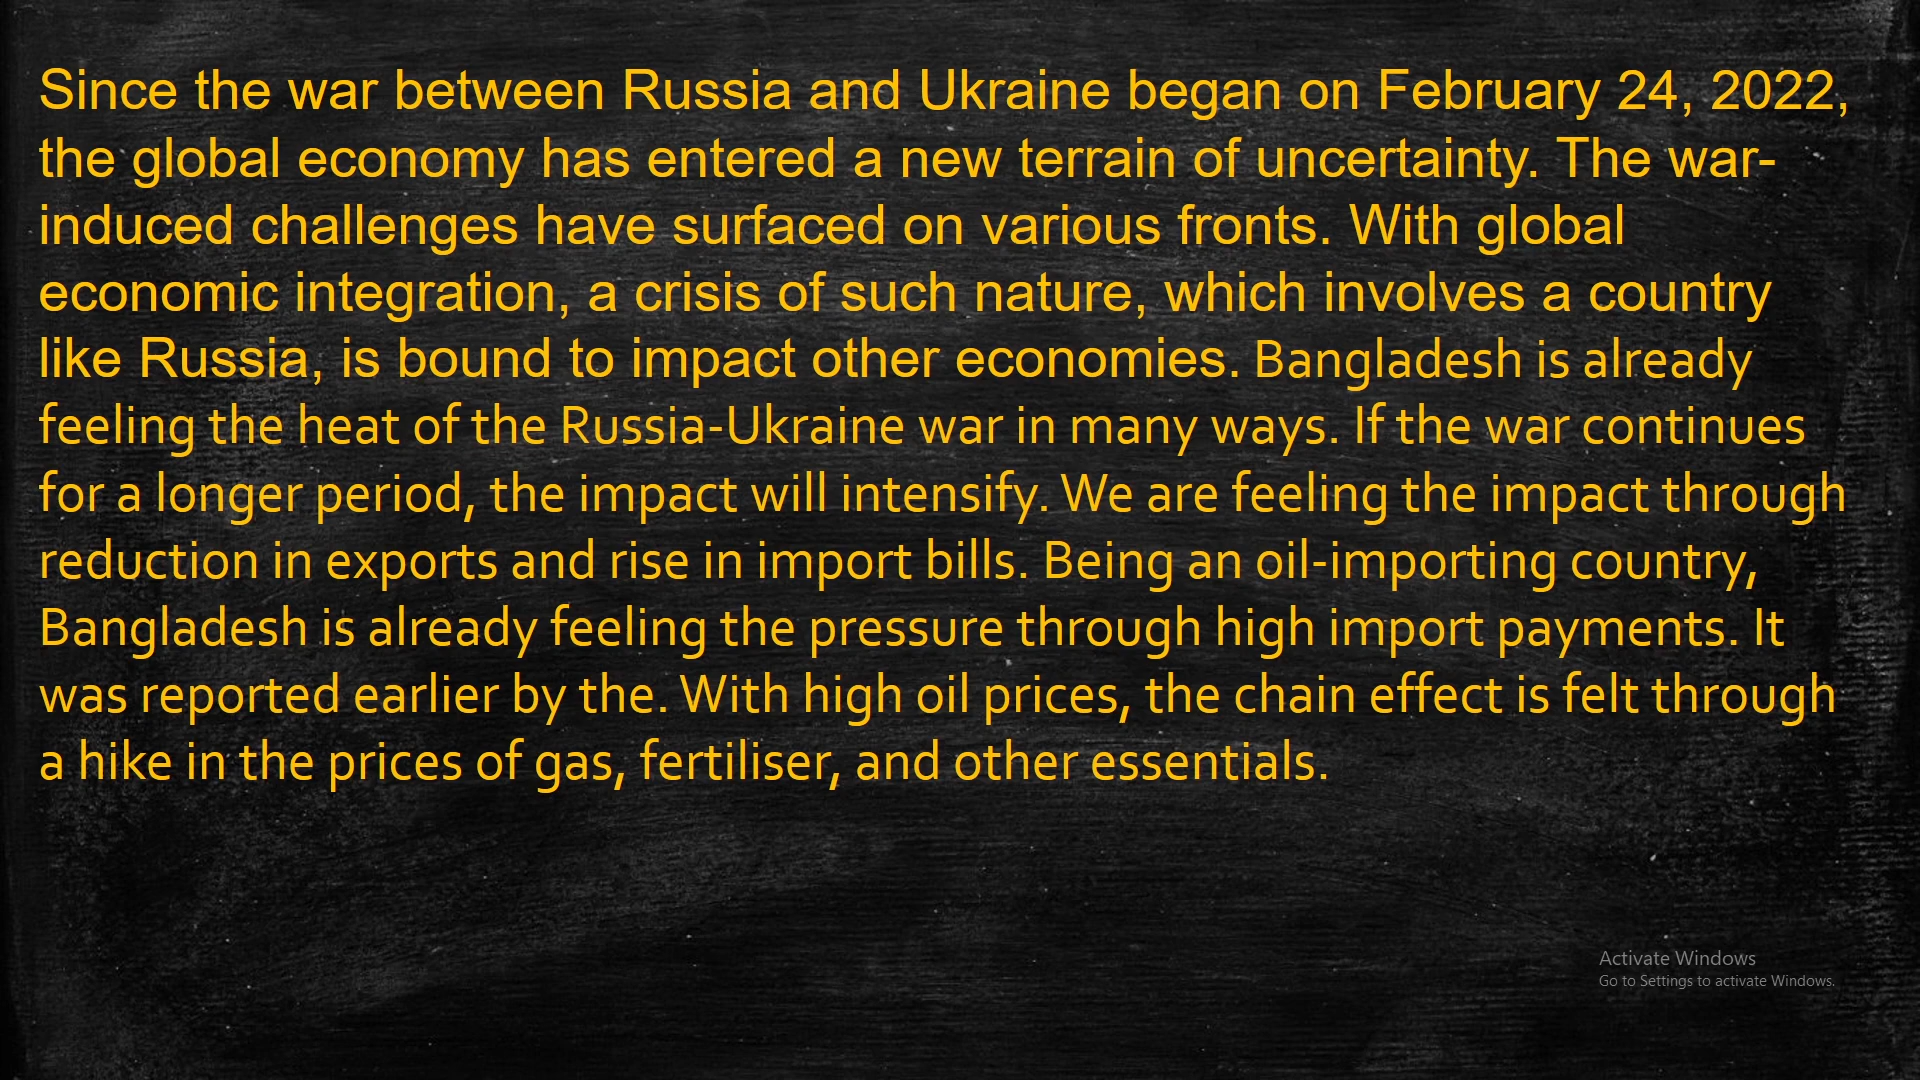 Since the war between Russia and Ukraine began on February 24, 2022,
the global economy has entered a new terrain of uncertainty. The war-
induced challenges have surfaced on various fronts. With global
economic integration, a crisis of such nature, which involves a country
like Russia, is bound to impact other economies. Bangladesh is already
feeling the heat of the Russia-Ukraine war in many ways. If the war continues
for a longer period, the impact will intensify. We are feeling the impact through
reduction in exports and rise in import bills. Being an oil-importing country,
Bangladesh is already feeling the pressure through high import payments. It
was reported earlier by the. With high oil prices, the chain effect is felt through
a hike in the prices of gas, fertiliser, and other essentials.
Activate Windows
Go to Settings to activate Windows.